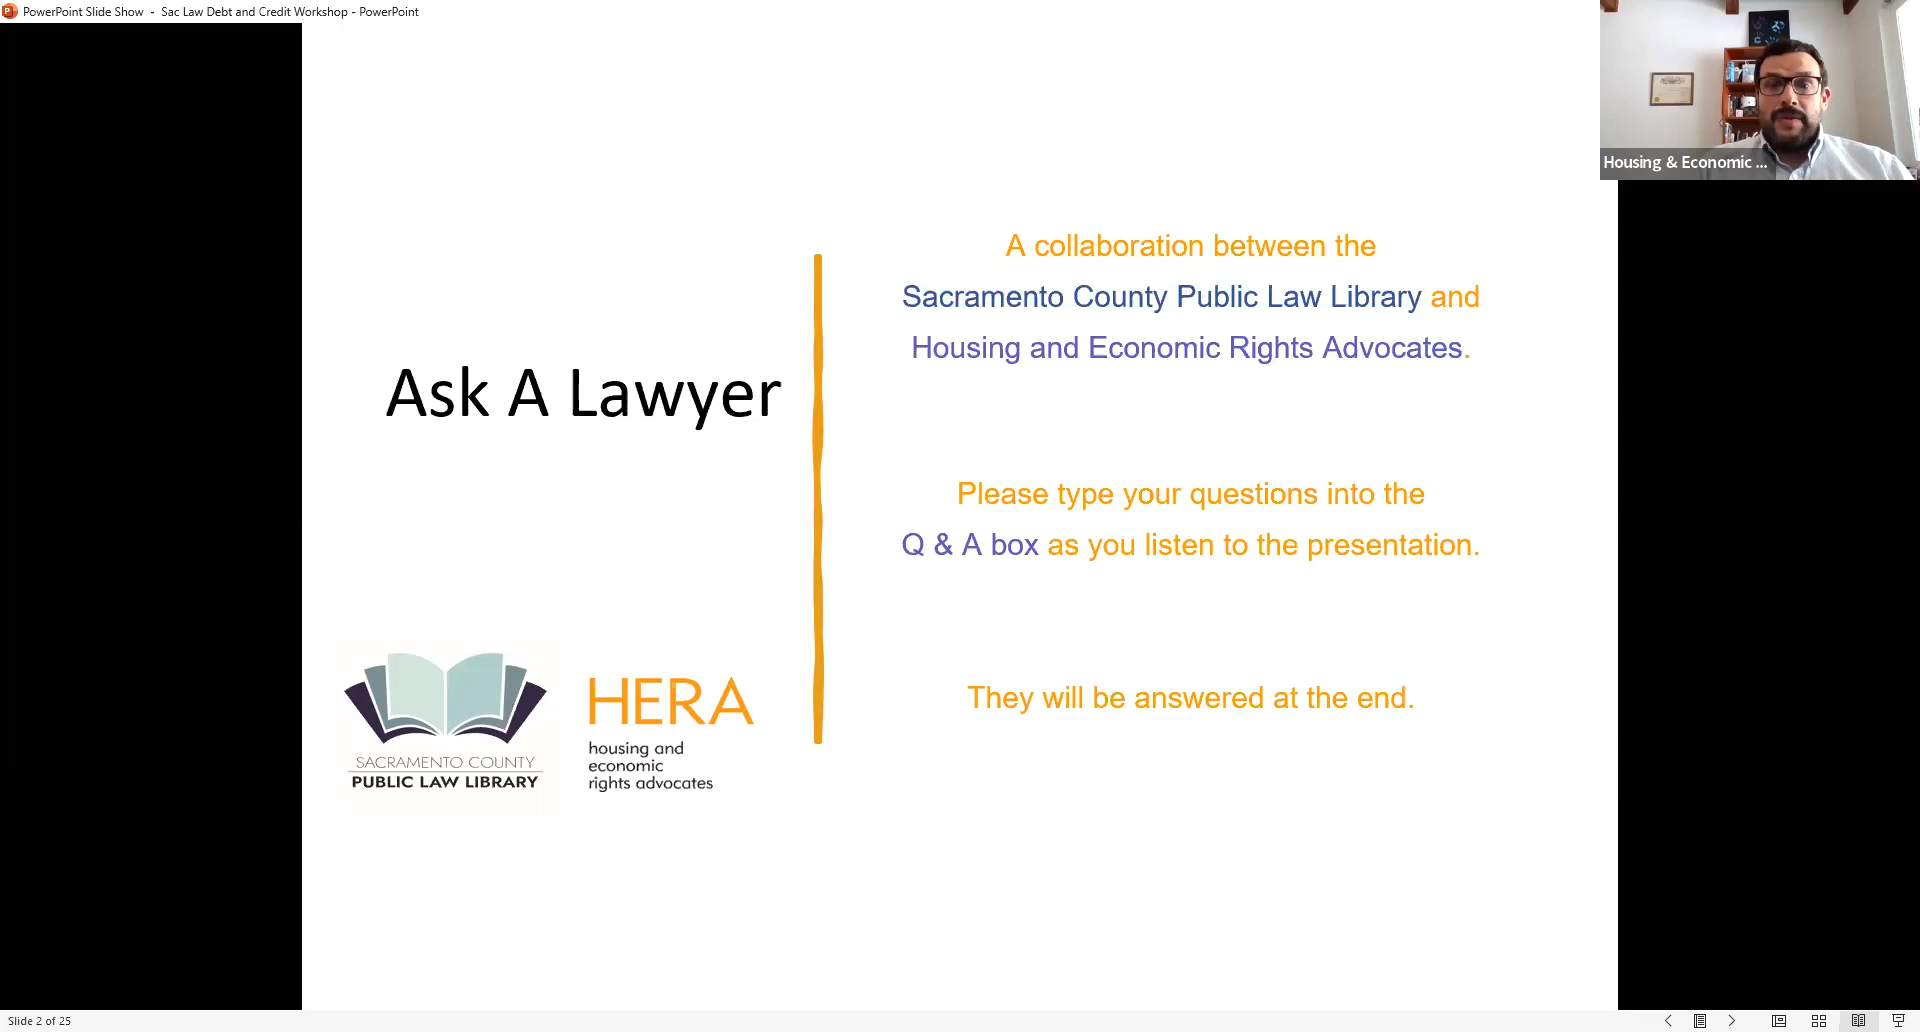 PowerPoint Slide Show - Sac Law Debt and Credit Workshop - PowerPoint
Housing & Economic ...
Ask A Lawyer
A collaboration between the
Sacramento County Public Law Library and
Housing and Economic Rights Advocates.
Please type your questions into the
Q & A box as you listen to the presentation.
They will be answered at the end.
SACRAMENTO COUNTY
PUBLIC LAW LIBRARY
HERA
housing and
economic
rights advocates
Slide 2 of 25